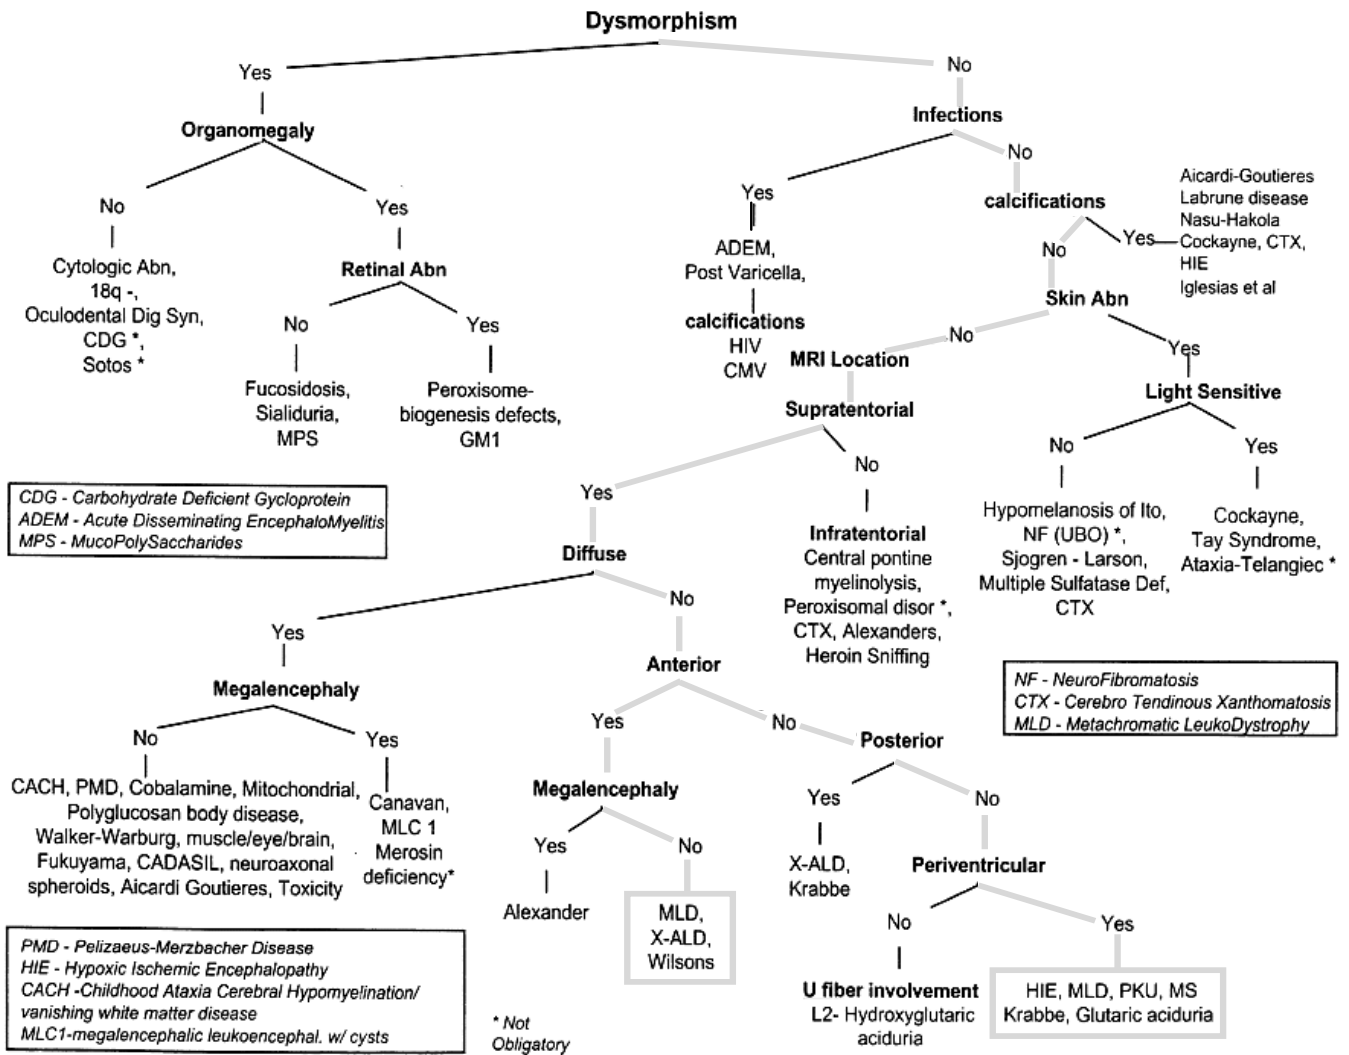 Dysmorphism
Yes
No
Organomegaly
Infections
No
Yes
Yes
No
Cytologic Abn,
18q -,
Oculodental Dig Syn,
CDG *,
Sotos *
Retinal Abn
No
Yes
Fucosidosis,
Sialiduria,
MPS
Peroxisome-
biogenesis defects,
GM1
ADEM,
Post Varicella,
calcifications
HIV
CMV
calcifications
No
Yes
Aicardi-Goutieres
Labrune disease
Nasu-Hakola
Cockayne, CTX,
HIE
Iglesias et al
Skin Abn
No
Yes
MRI Location
Supratentorial
Light Sensitive
No
Yes
Hypomelanosis of Ito,
NF (UBO) *,
Sjogren - Larson,
Multiple Sulfatase Def,
CTX
Cockayne,
Tay Syndrome,
Ataxia-Telangiec *
CDG - Carbohydrate Deficient Gycloprotein
ADEM - Acute Disseminating EncephaloMyelitis
MPS - MucoPolySaccharides
Yes
No
Diffuse
Infratentorial
Central pontine
myelinolysis,
Peroxisomal disor *,
CTX, Alexanders,
Heroin Sniffing
Yes
No
Megalencephaly
Anterior
NF - NeuroFibromatosis
CTX - Cerebro Tendinous Xanthomatosis
MLD - Metachromatic LeukoDystrophy
No
Yes
CACH, PMD, Cobalamine, Mitochondrial,
Polyglucosan body disease,
Walker-Warburg, muscle/eye/brain,
Fukuyama, CADASIL, neuroaxonal
spheroids, Aicardi Goutieres, Toxicity
Canavan,
MLC 1
Merosin
deficiency*
Yes
No
Megalencephaly
Posterior
Yes
No
Alexander
MLD,
X-ALD,
Wilsons
Yes
No
X-ALD,
Krabbe
Periventricular
No
Yes
U fiber involvement
L2- Hydroxyglutaric
aciduria
HIE, MLD, PKU, MS
Krabbe, Glutaric aciduria
PMD - Pelizaeus-Merzbacher Disease
HIE - Hypoxic Ischemic Encephalopathy
CACH -Childhood Ataxia Cerebral Hypomyelination/
vanishing white matter disease
MLC1-megalencephalic leukoencephal. w/ cysts
* Not
Obligatory